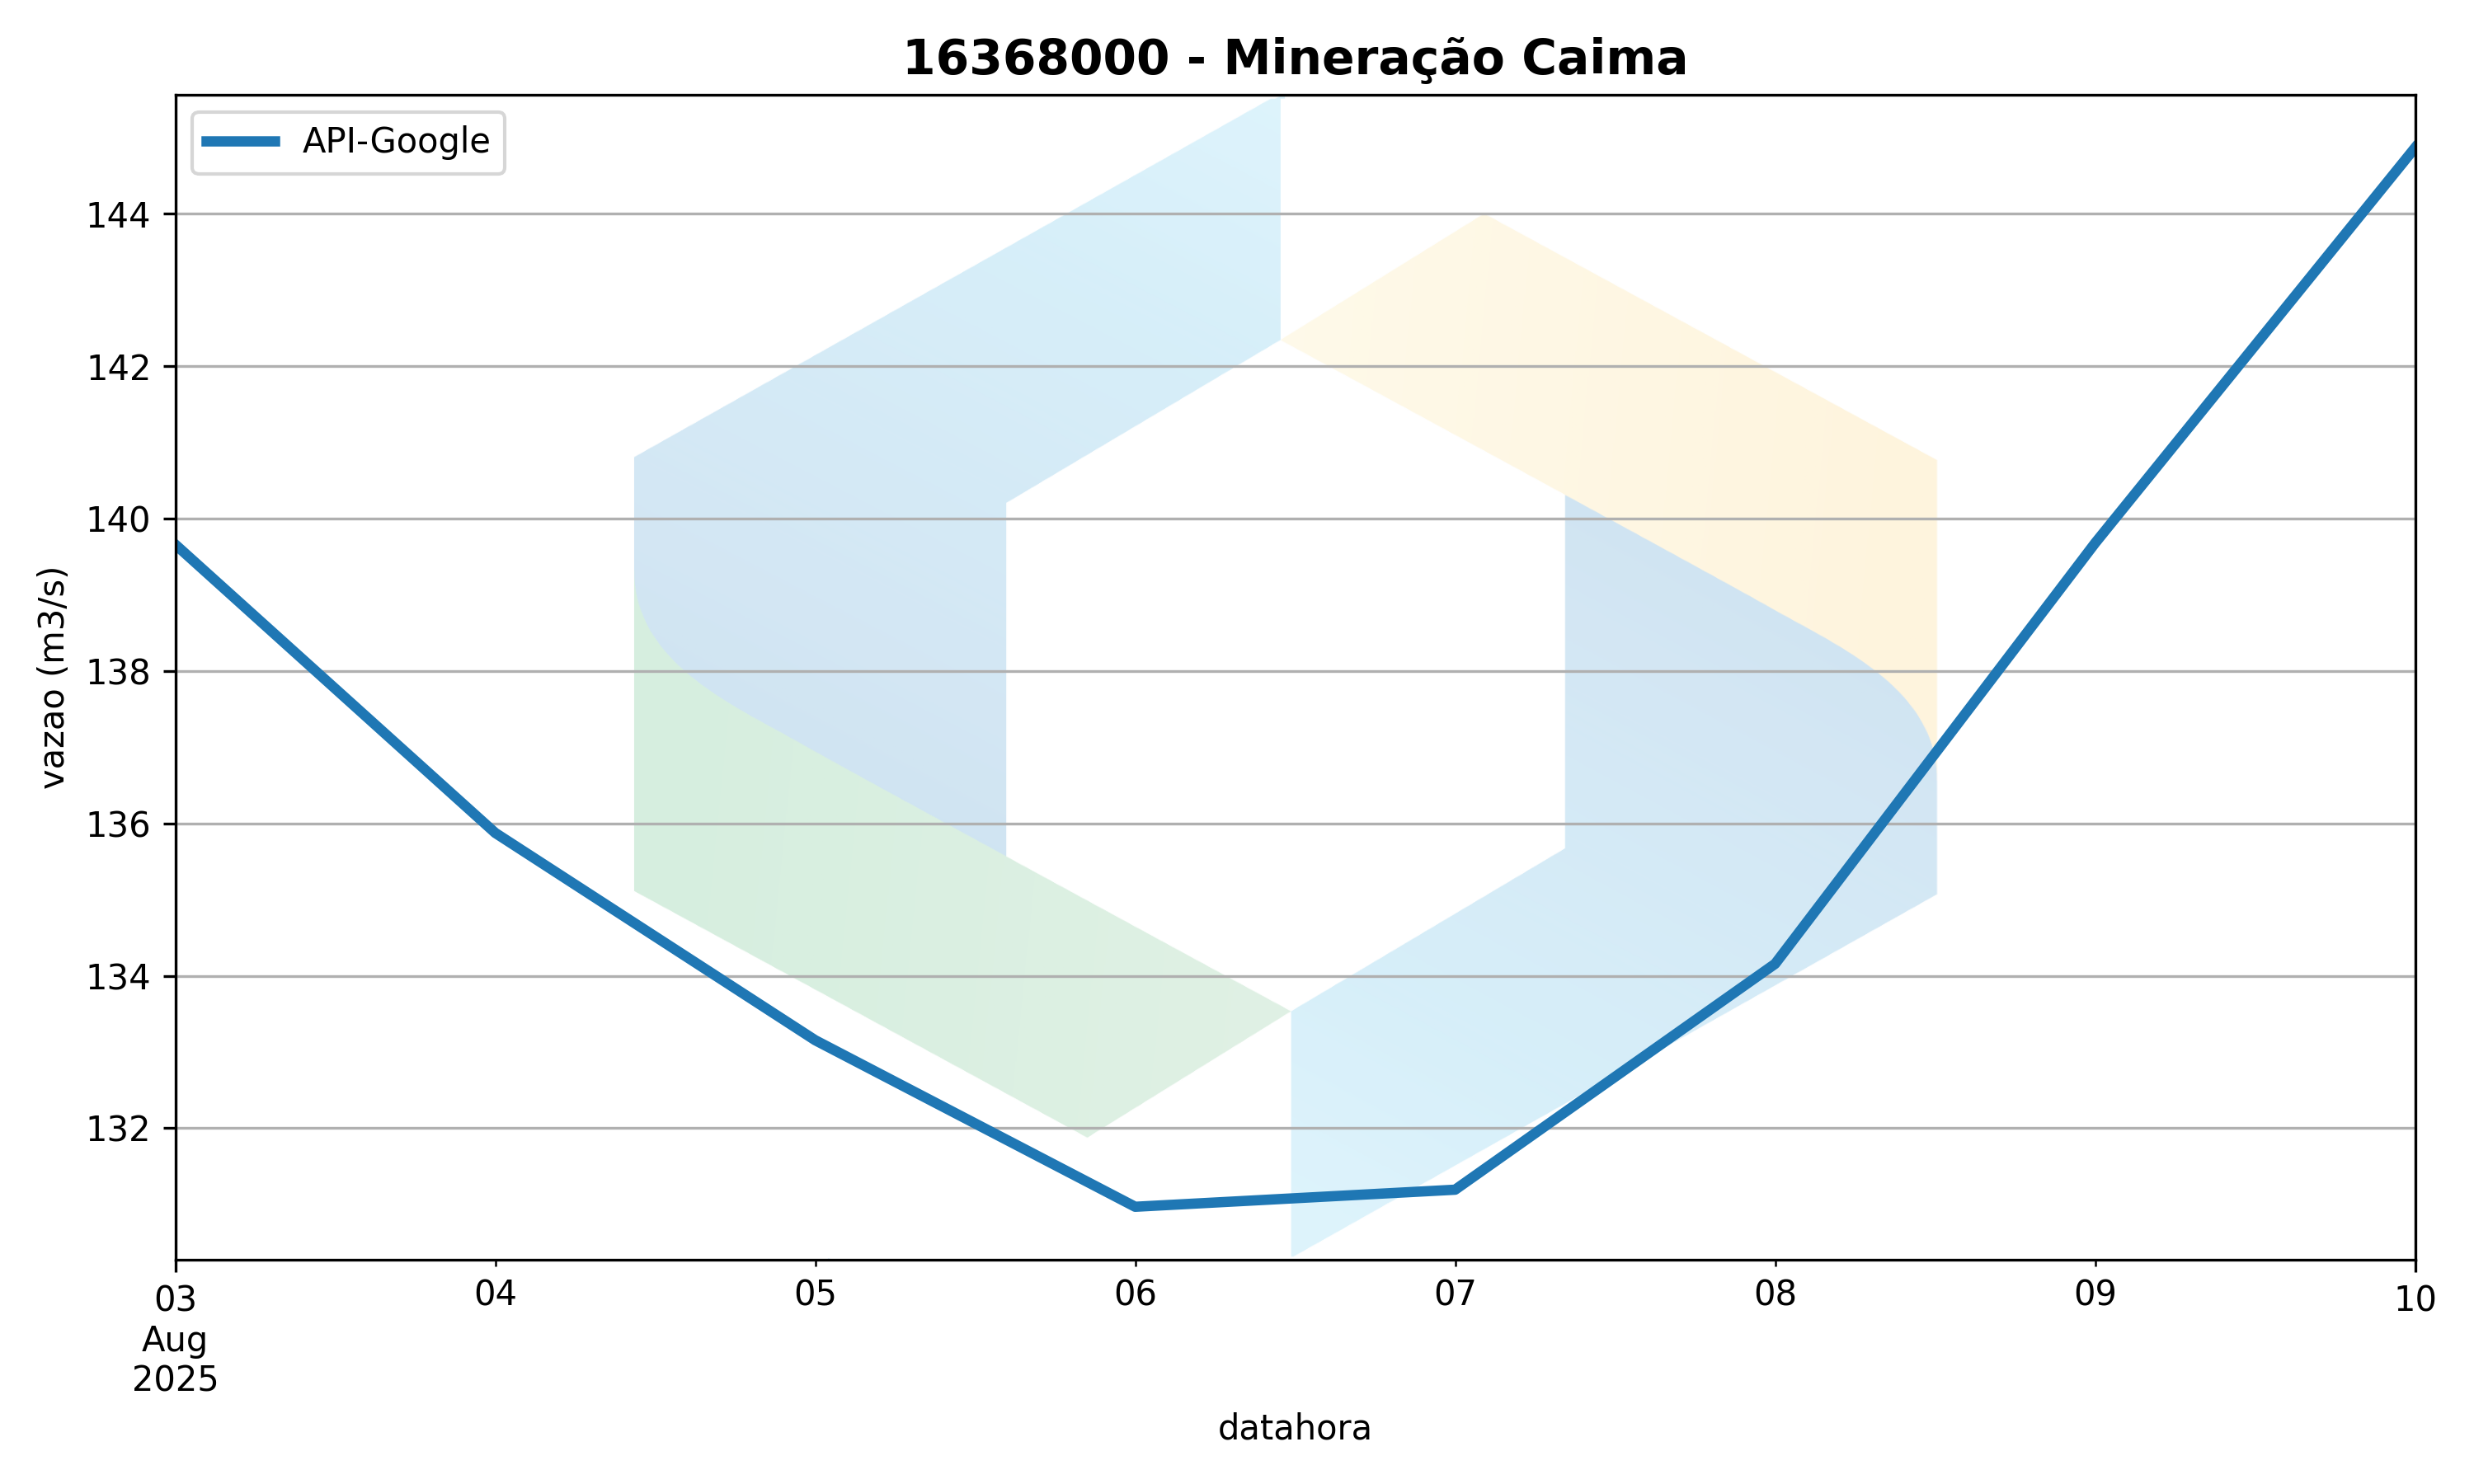 16368000 - Mineração Caima
API-Google
144
142
140
138
136
134
132
vazao (m3/s)
03 04 05 06 07 08 09 10
Aug
2025
datahora